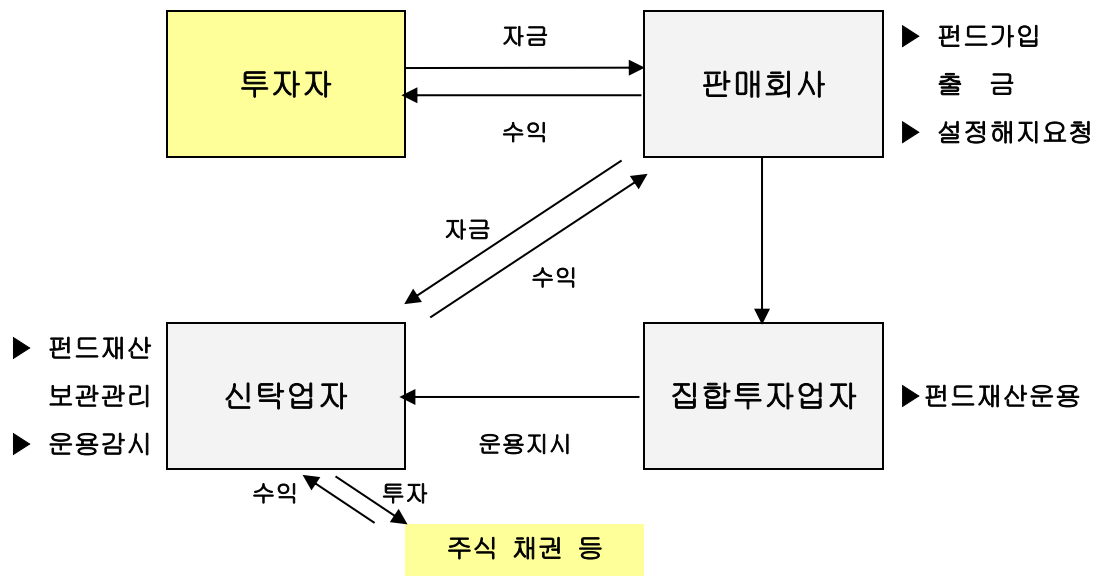 자금
투자자
판매회사
▶ 펀드가입
출 금
▶ 설정해지요청
수익
자금
수익
▶ 펀드재산
보관관리
▶ 운용감시
신탁업자
집합투자업자
▶펀드재산운용
운용지시
수익
투자
주식 채권 등